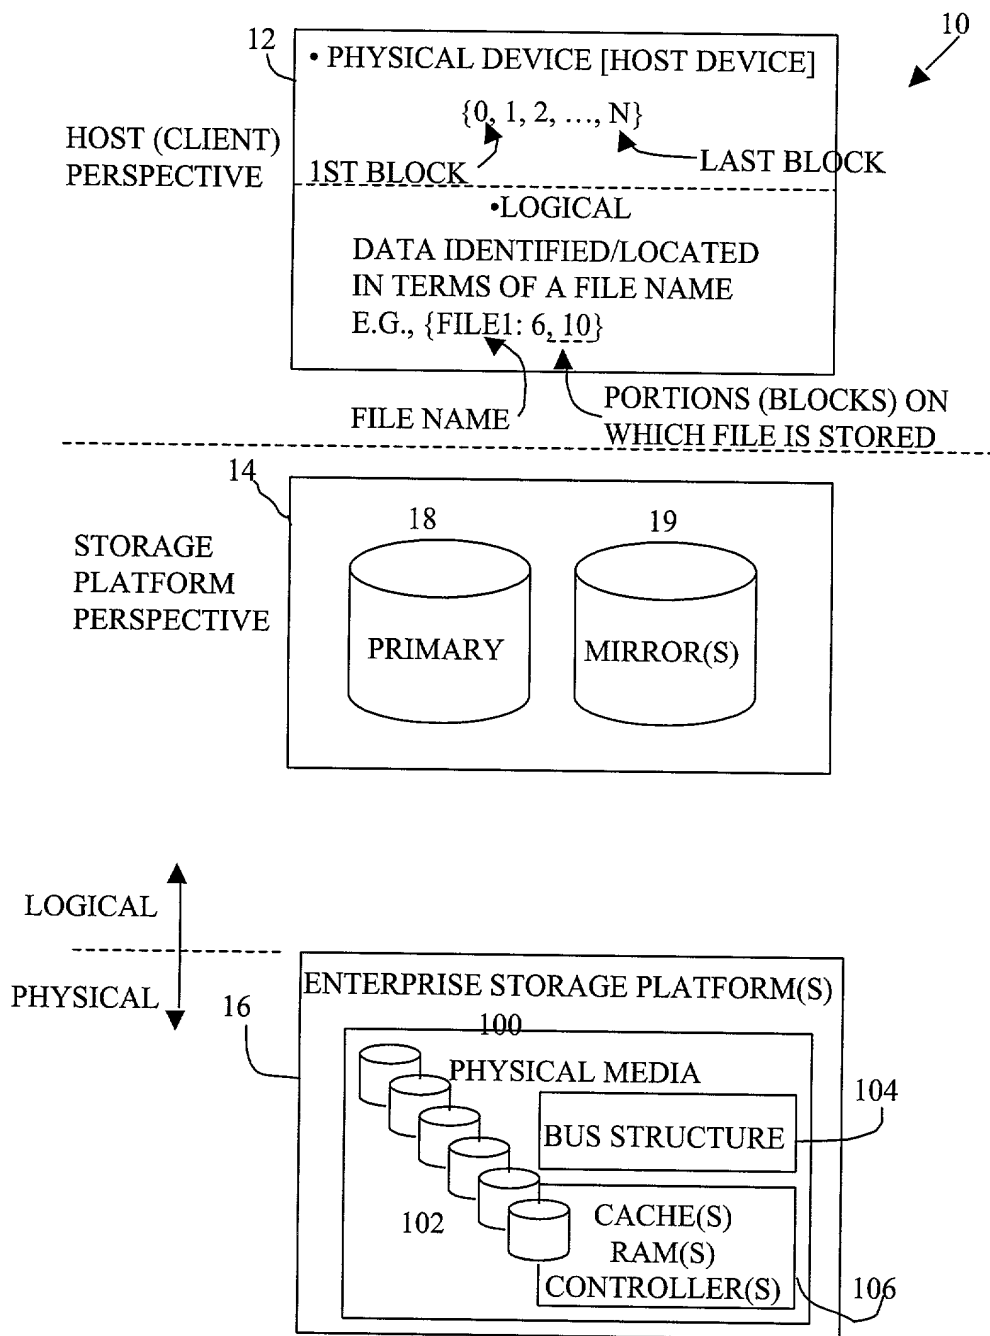 10
12
• PHYSICAL DEVICE [HOST DEVICE]
{0, 1, 2, ..., N}
HOST (CLIENT)
PERSPECTIVE
1ST BLOCK
LAST BLOCK
•LOGICAL
DATA IDENTIFIED/LOCATED
IN TERMS OF A FILE NAME
E.G., {FILE1: 6, 10}
FILE NAME
PORTIONS (BLOCKS) ON
WHICH FILE IS STORED
14
STORAGE
PLATFORM
PERSPECTIVE
18
19
PRIMARY
MIRROR(S)
LOGICAL
PHYSICAL
16
ENTERPRISE STORAGE PLATFORM(S)
100
PHYSICAL MEDIA
104
BUS STRUCTURE
102
CACHE(S)
RAM(S)
CONTROLLER(S)
106